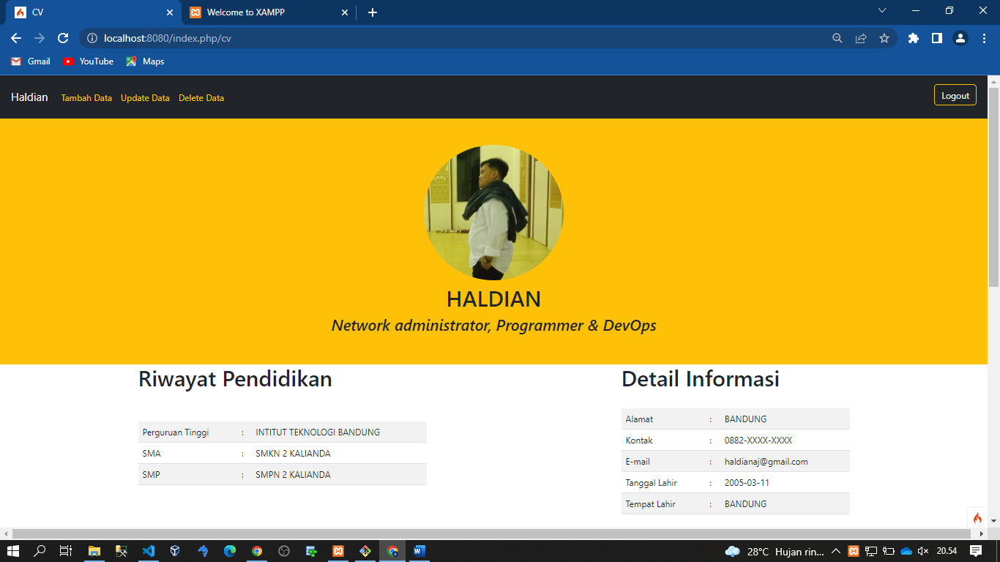 CV
Welcome to XAMPP
localhost:8080/index.php/cv
Gmail YouTube Maps
Haldian Tambah Data Update Data Delete Data Logout
HALDIAN
Network administrator, Programmer & DevOps
Riwayat Pendidikan
Perguruan Tinggi : INTITUT TEKNOLOGI BANDUNG
SMA : SMKN 2 KALIANDA
SMP : SMPN 2 KALIANDA
Detail Informasi
Alamat : BANDUNG
Kontak : 0882-XXXX-XXXX
E-mail : haldianaj@gmail.com
Tanggal Lahir : 2005-03-11
Tempat Lahir : BANDUNG
28°C Hujan rin... 20.54